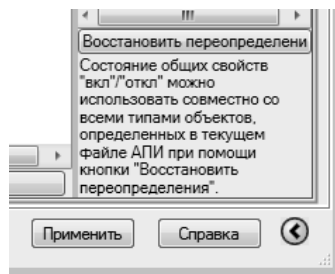 Восстановить переопределени
Состояние общих свойств
"вкл"/"откл" можно
использовать совместно со
всеми типами объектов,
определенных в текущем
файле АПИ при помощи
кнопки "Восстановить
переопределения".
Применить Справка